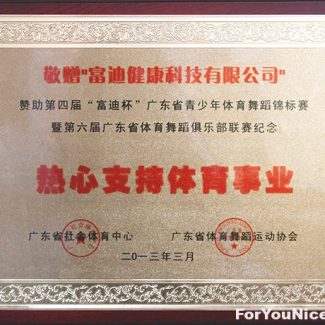 敬赠"富迪健康科技有限公司"
赞助第四届“富迪杯”广东省青少年体育舞蹈锦标赛
暨第六届广东省体育舞蹈俱乐部联赛纪念
热心支持体育事业
广东省社会体育中心 广东省体育舞蹈运动协会
二〇一三年三月
ForYouNice